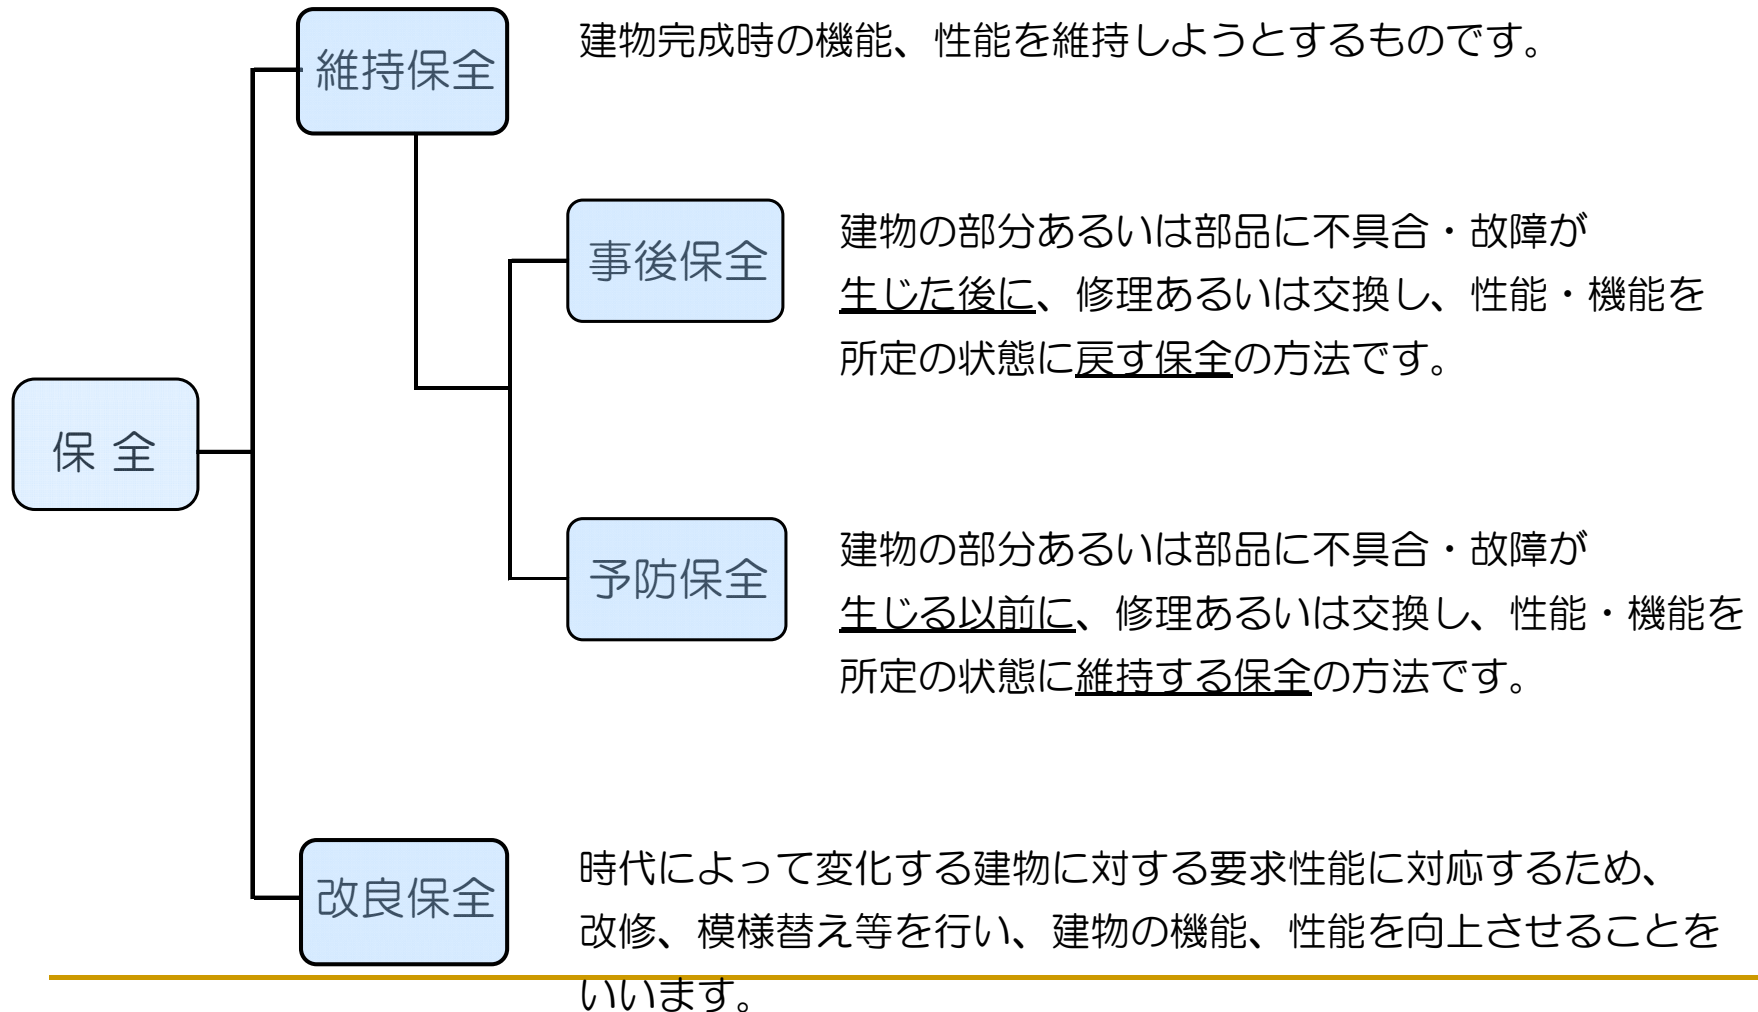 維持保全
建物完成時の機能、性能を維持しようとするものです。
事後保全
建物の部分あるいは部品に不具合・故障が
生じた後に、修理あるいは交換し、性能・機能を
所定の状態に戻す保全の方法です。
保 全
予防保全
建物の部分あるいは部品に不具合・故障が
生じる以前に、修理あるいは交換し、性能・機能を
所定の状態に維持する保全の方法です。
改良保全
時代によって変化する建物に対する要求性能に対応するため、
改修、模様替え等を行い、建物の機能、性能を向上させることを
いいます。